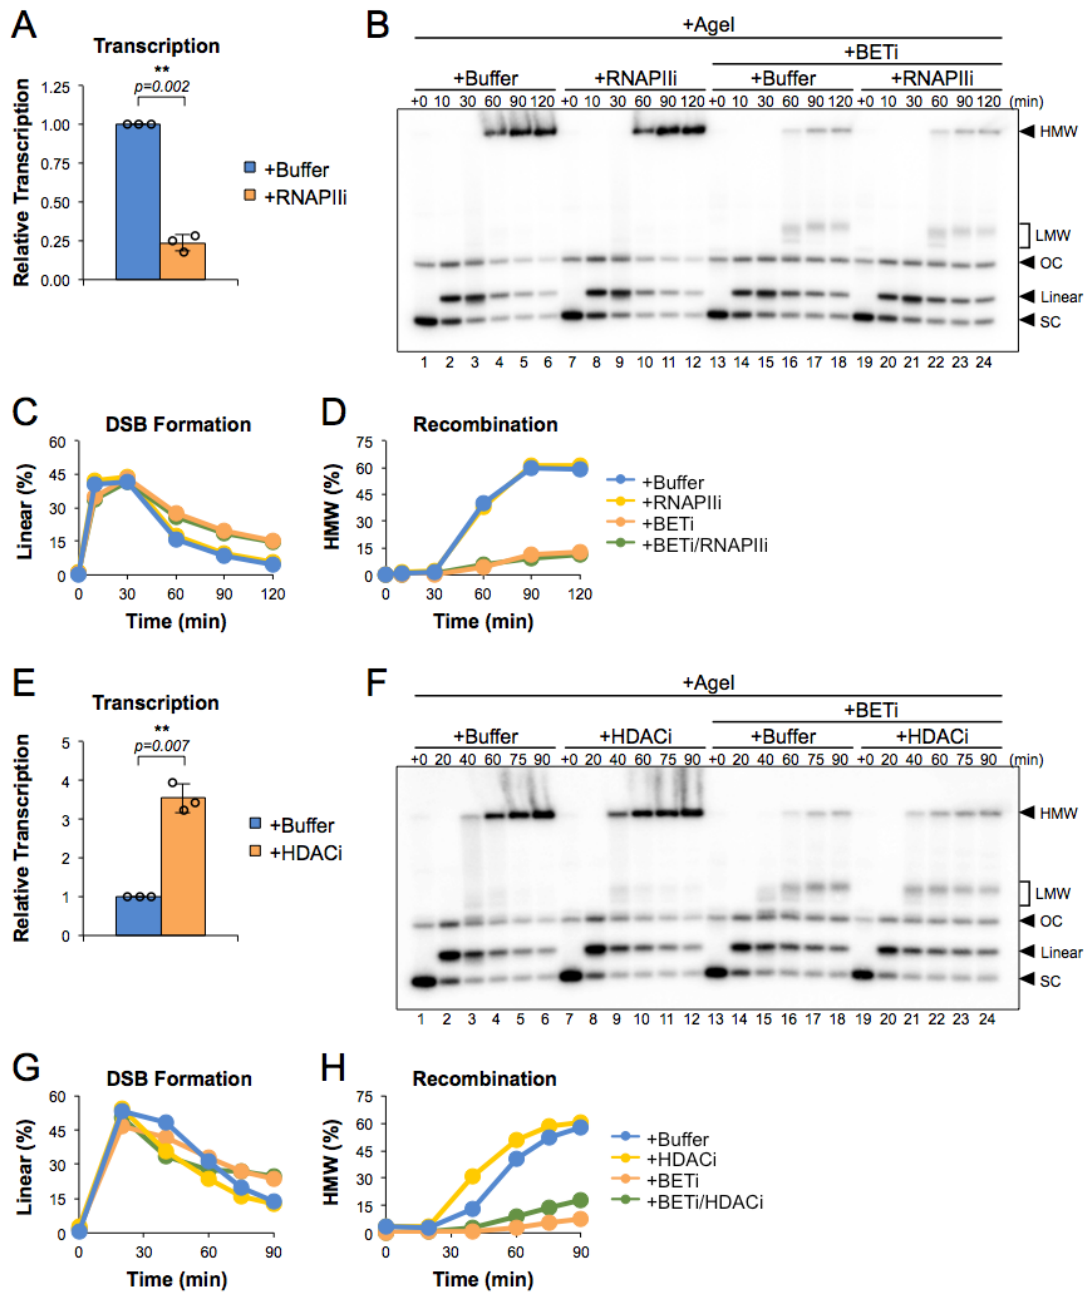 A
Transcription
**
p=0.002
1.25
1.00
0.75
0.50
0.25
0.00
Relative Transcription
+Buffer
+RNAPIIi
B
+AgeI
+BETi
+Buffer +RNAPIIi +Buffer +RNAPIIi
+0 10 30 60 90 120 +0 10 30 60 90 120 +0 10 30 60 90 120 +0 10 30 60 90 120 (min)
HMW
LMW
OC
Linear
SC
1 2 3 4 5 6 7 8 9 10 11 12 13 14 15 16 17 18 19 20 21 22 23 24
C
DSB Formation
60
45
30
15
0
Linear (%)
0 30 60 90 120
Time (min)
D
Recombination
75
60
45
30
15
0
HMW (%)
0 30 60 90 120
Time (min)
+Buffer
+RNAPIIi
+BETi
+BETi/RNAPIIi
E
Transcription
**
p=0.007
5
4
3
2
1
0
Relative Transcription
+Buffer
+HDACi
F
+AgeI
+BETi
+Buffer +HDACi +Buffer +HDACi
+0 20 40 60 75 90 +0 20 40 60 75 90 +0 20 40 60 75 90 +0 20 40 60 75 90 (min)
HMW
LMW
OC
Linear
SC
1 2 3 4 5 6 7 8 9 10 11 12 13 14 15 16 17 18 19 20 21 22 23 24
G
DSB Formation
60
45
30
15
0
Linear (%)
0 30 60 90
Time (min)
H
Recombination
75
60
45
30
15
0
HMW (%)
0 30 60 90
Time (min)
+Buffer
+HDACi
+BETi
+BETi/HDACi